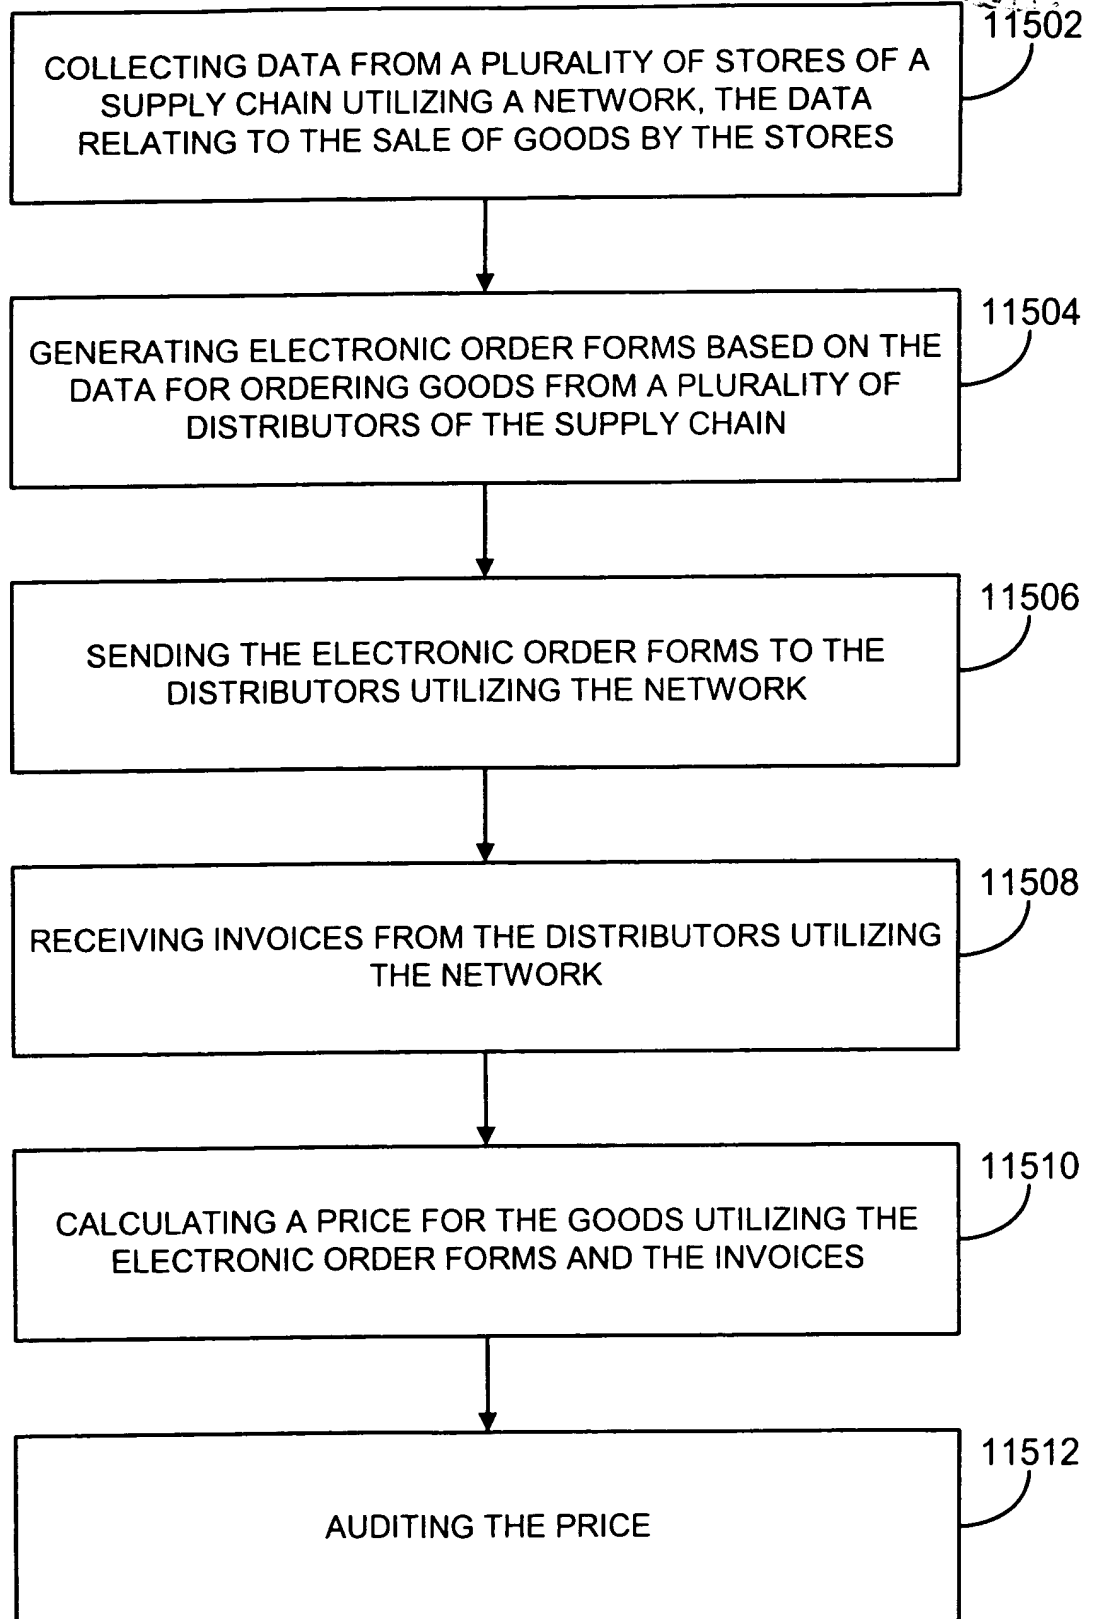 11502
COLLECTING DATA FROM A PLURALITY OF STORES OF A
SUPPLY CHAIN UTILIZING A NETWORK, THE DATA
RELATING TO THE SALE OF GOODS BY THE STORES
11504
GENERATING ELECTRONIC ORDER FORMS BASED ON THE
DATA FOR ORDERING GOODS FROM A PLURALITY OF
DISTRIBUTORS OF THE SUPPLY CHAIN
11506
SENDING THE ELECTRONIC ORDER FORMS TO THE
DISTRIBUTORS UTILIZING THE NETWORK
11508
RECEIVING INVOICES FROM THE DISTRIBUTORS UTILIZING
THE NETWORK
11510
CALCULATING A PRICE FOR THE GOODS UTILIZING THE
ELECTRONIC ORDER FORMS AND THE INVOICES
11512
AUDITING THE PRICE